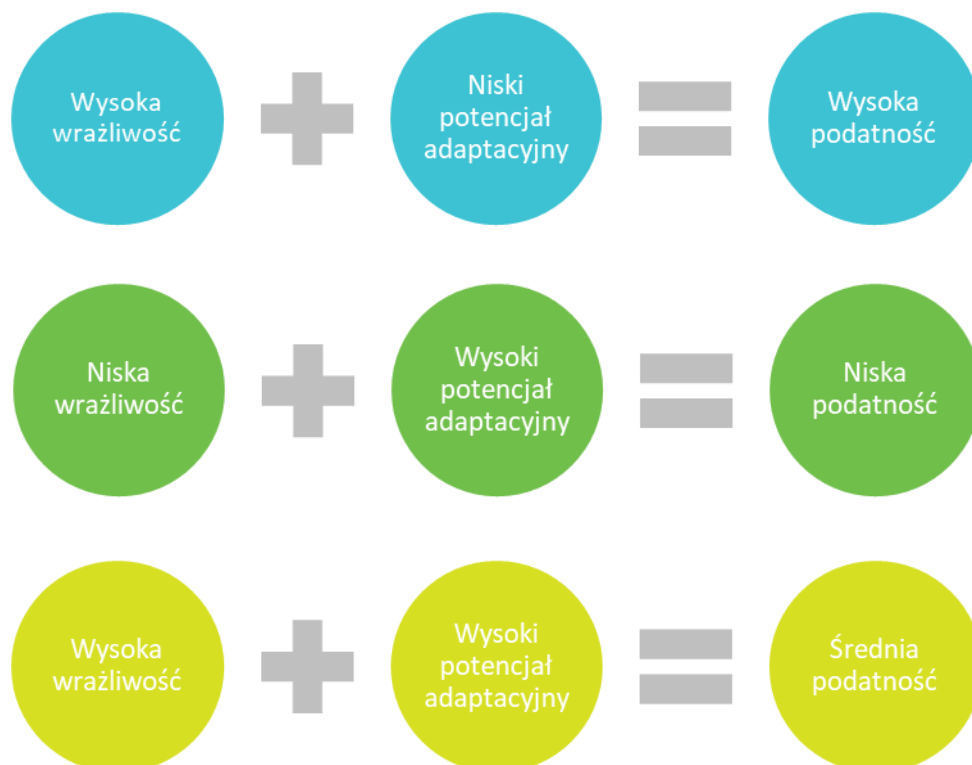 Wysoka
wrażliwość
Niski
potencjał
adaptacyjny
Wysoka
podatność
Niska
wrażliwość
Wysoki
potencjał
adaptacyjny
Niska
podatność
Wysoka
wrażliwość
Wysoki
potencjał
adaptacyjny
Średnia
podatność